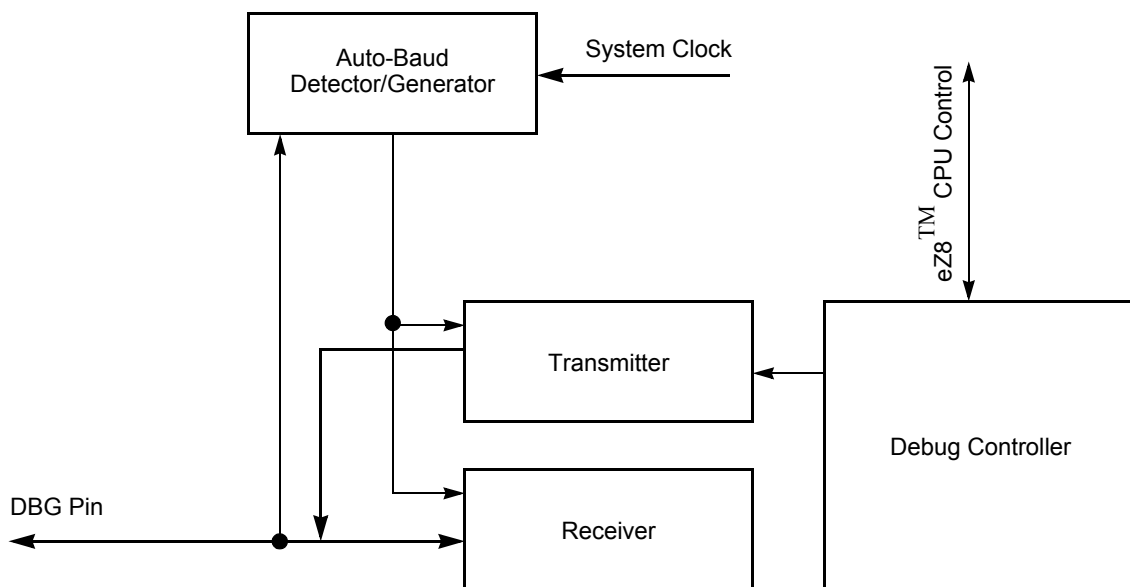 Auto-Baud
Detector/Generator
System Clock
eZ8™ CPU Control
Transmitter
Debug Controller
DBG Pin
Receiver